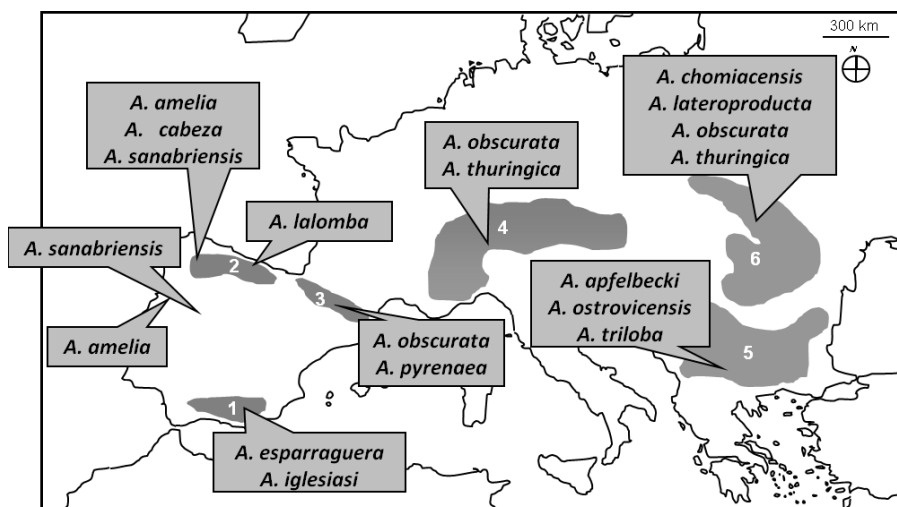 300 km
N
A. chomiacensis
A. lateroproducta
A. obscurata
A. thuringica
A. amelia
A. cabeza
A. sanabriensis
A. obscurata
A. thuringica
A. lalomba
A. sanabriensis
A. amelia
A. apfelbecki
A. ostrovicensis
A. triloba
A. obscurata
A. pyrenaea
A. esparraguera
A. iglesiasi
1
2
3
4
5
6